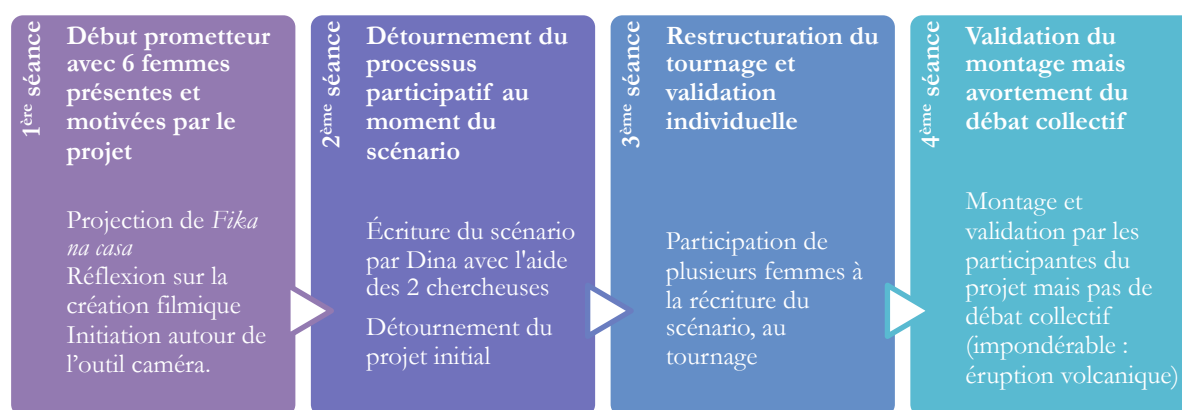 1ère séance
Début prometteur
avec 6 femmes
présentes et
motivées par le
projet
Projection de Fika
na casa
Réflexion sur la
création filmique
Initiation autour de
l’outil caméra.
2ème séance
Détournement du
processus
participatif au
moment du
scénario
Écriture du scénario
par Dina avec l'aide
des 2 chercheuses
Détournement du
projet initial
3ème séance
Restructuration du
tournage et
validation
individuelle
Participation de
plusieurs femmes à
la récriture du
scénario, au
tournage
4ème séance
Validation du
montage mais
avortement du
débat collectif
Montage et
validation par les
participantes du
projet mais pas de
débat collectif
(impondérable :
éruption volcanique)